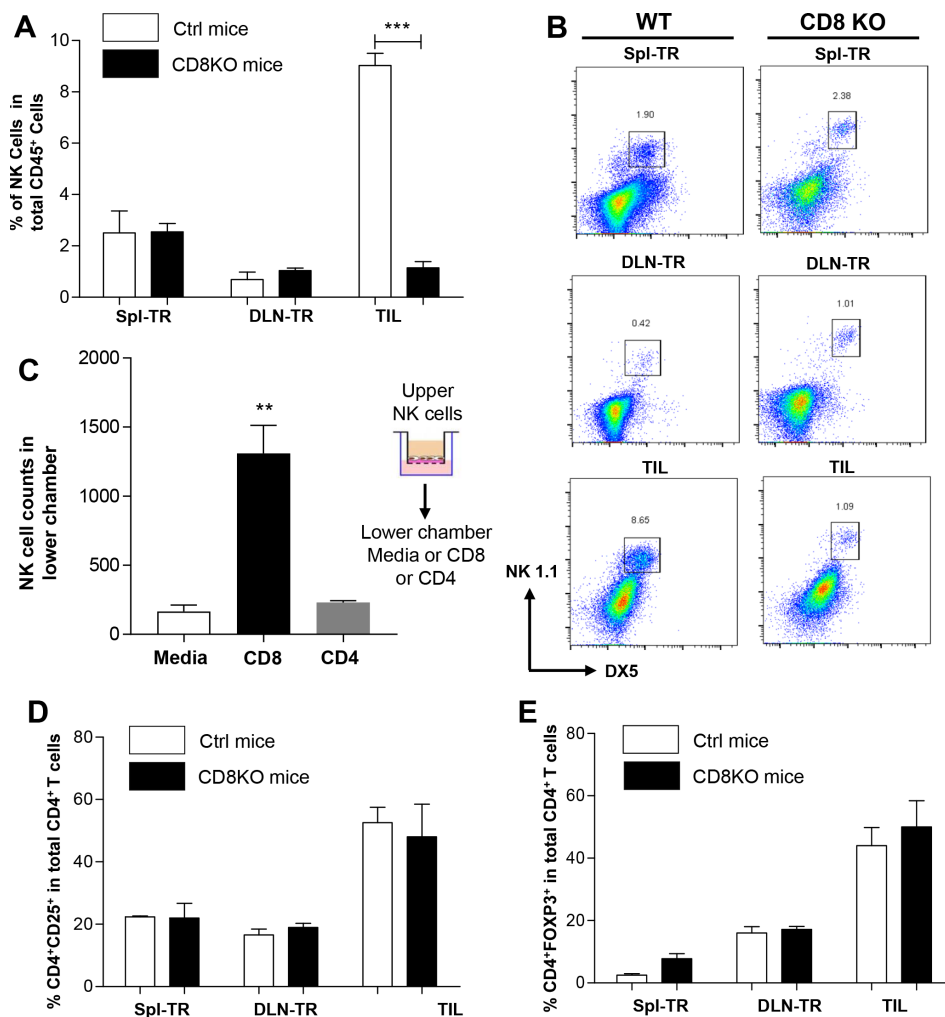 A
Ctrl mice
CD8KO mice
***
% of NK Cells in
total CD45+ Cells
10
8
6
4
2
0
Spl-TR
DLN-TR
TIL
B
WT
CD8 KO
Spl-TR
Spl-TR
1.90
2.38
DLN-TR
DLN-TR
0.42
1.01
TIL
TIL
8.65
1.09
NK 1.1
DX5
C
NK cell counts in
lower chamber
2000
1500
1000
500
0
**
Media
CD8
CD4
Upper
NK cells
Lower chamber
Media or CD8
or CD4
D
% CD4+CD25+ in total CD4+ T cells
80
60
40
20
0
Ctrl mice
CD8KO mice
Spl-TR
DLN-TR
TIL
E
% CD4+FOXP3+ in total CD4+ T cells
80
60
40
20
0
Ctrl mice
CD8KO mice
Spl-TR
DLN-TR
TIL